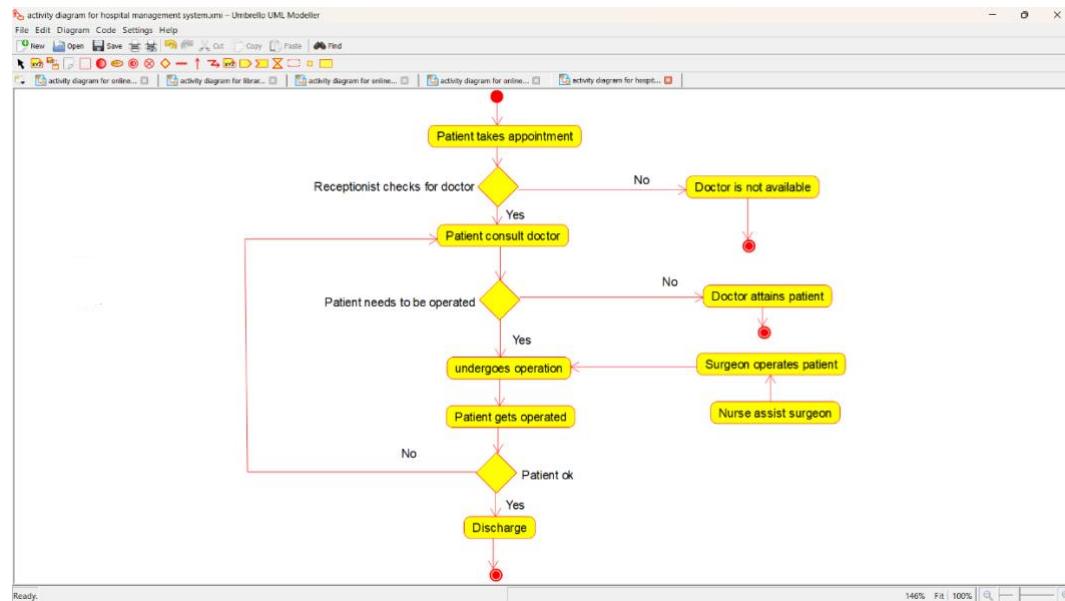 activity diagram for hospital management system.xmi – Umbrello UML Modeller
File Edit Diagram Code Settings Help
New Open Save Cut Copy Paste Find
activity diagram for online... activity diagram for librar... activity diagram for online... activity diagram for online... activity diagram for hospit...
Patient takes appointment
Receptionist checks for doctor
No
Doctor is not available
Yes
Patient consult doctor
No
Patient needs to be operated
Doctor attains patient
Yes
undergoes operation
Surgeon operates patient
Patient gets operated
Nurse assist surgeon
No
Patient ok
Yes
Discharge
Ready.
146% Fit 100%